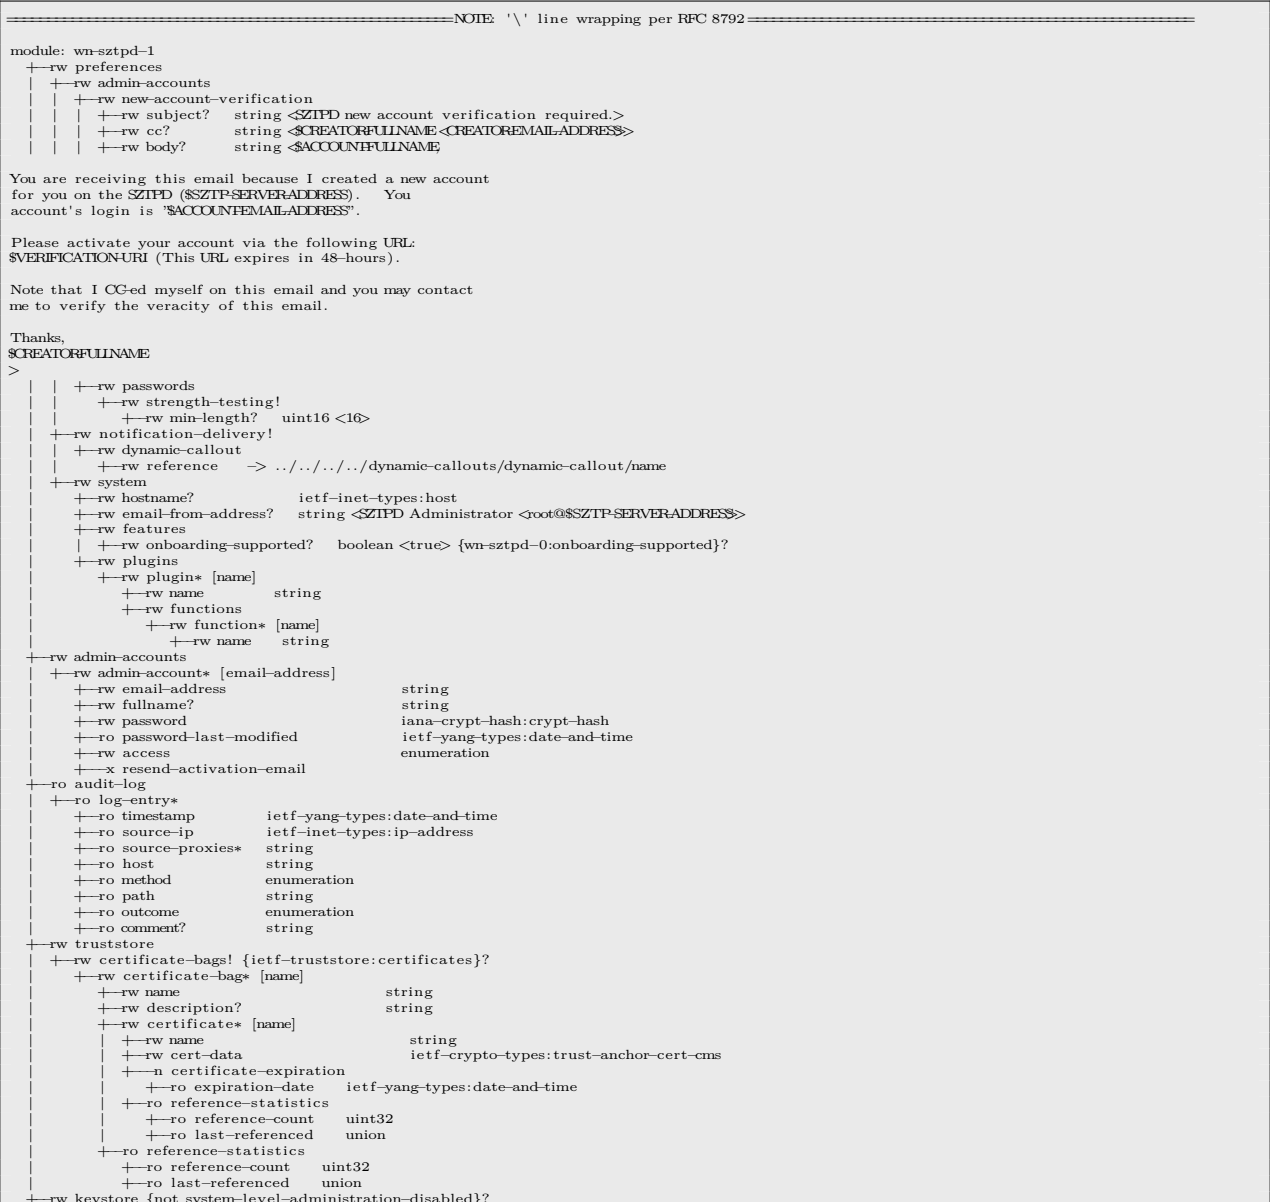 ==================== NOTE: '\' line wrapping per RFC 8792 ====================
module: wn-sztpd-1
  +--rw preferences
  |  +--rw admin-accounts
  |  |  +--rw new-account-verification
  |  |  |  +--rw subject?   string <SZTPD new account verification required.>
  |  |  |  +--rw cc?        string <$CREATOR-FULLNAME <CREATOR-EMAIL-ADDRESS>>
  |  |  |  +--rw body?      string <$ACCOUNT-FULLNAME,
You are receiving this email because I created a new account
for you on the SZTPD ($SZTP-SERVER-ADDRESS).  You
account's login is "$ACCOUNT-EMAIL-ADDRESS".
Please activate your account via the following URL:
$VERIFICATION-URI (This URL expires in 48-hours).
Note that I CC-ed myself on this email and you may contact
me to verify the veracity of this email.
Thanks,
$CREATOR-FULLNAME
>
  |  |  +--rw passwords
  |  |     +--rw strength-testing!
  |  |        +--rw min-length?   uint16 <16>
  |  +--rw notification-delivery!
  |  |  +--rw dynamic-callout
  |  |     +--rw reference    -> ../../../../dynamic-callouts/dynamic-callout/name
  |  +--rw system
  |     +--rw hostname?             ietf-inet-types:host
  |     +--rw email-from-address?   string <SZTPD Administrator <root@$SZTP-SERVER-ADDRESS>>
  |     +--rw features
  |     |  +--rw onboarding-supported?   boolean <true> {wn-sztpd-0:onboarding-supported}?
  |     +--rw plugins
  |        +--rw plugin* [name]
  |           +--rw name         string
  |           +--rw functions
  |              +--rw function* [name]
  |                 +--rw name    string
  +--rw admin-accounts
  |  +--rw admin-account* [email-address]
  |     +--rw email-address                      string
  |     +--rw fullname?                          string
  |     +--rw password                           iana-crypt-hash:crypt-hash
  |     +--ro password-last-modified             ietf-yang-types:date-and-time
  |     +--rw access                             enumeration
  |     +---x resend-activation-email
  +--ro audit-log
  |  +--ro log-entry*
  |     +--ro timestamp         ietf-yang-types:date-and-time
  |     +--ro source-ip         ietf-inet-types:ip-address
  |     +--ro source-proxies*   string
  |     +--ro host              string
  |     +--ro method            enumeration
  |     +--ro path              string
  |     +--ro outcome           enumeration
  |     +--ro comment?          string
  +--rw truststore
  |  +--rw certificate-bags! {ietf-truststore:certificates}?
  |     +--rw certificate-bag* [name]
  |        +--rw name                          string
  |        +--rw description?                  string
  |        +--rw certificate* [name]
  |        |  +--rw name                          string
  |        |  +--rw cert-data                     ietf-crypto-types:trust-anchor-cert-cms
  |        |  +---n certificate-expiration
  |        |     +--ro expiration-date    ietf-yang-types:date-and-time
  |        |  +--ro reference-statistics
  |        |     +--ro reference-count    uint32
  |        |     +--ro last-referenced    union
  |        +--ro reference-statistics
  |           +--ro reference-count    uint32
  |           +--ro last-referenced    union
  +--rw keystore {not system-level-administration-disabled}?